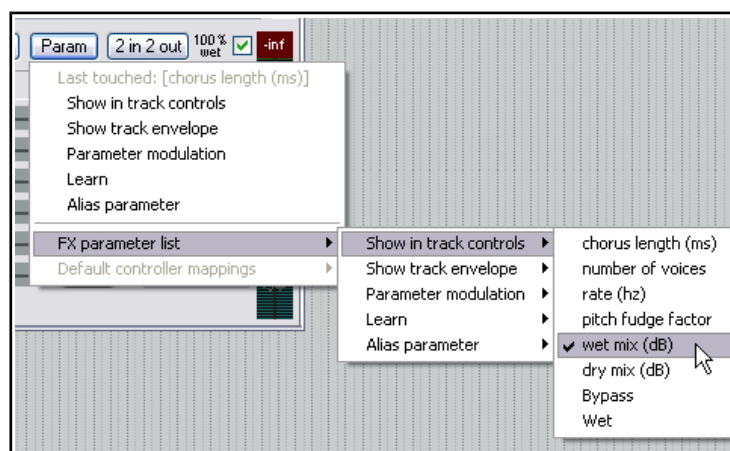 Param
2 in 2 out
100%
wet
-inf
Last touched: [chorus length (ms)]
Show in track controls
Show track envelope
Parameter modulation
Learn
Alias parameter
FX parameter list
Default controller mappings
Show in track controls
Show track envelope
Parameter modulation
Learn
Alias parameter
chorus length (ms)
number of voices
rate (hz)
pitch fudge factor
wet mix (dB)
dry mix (dB)
Bypass
Wet